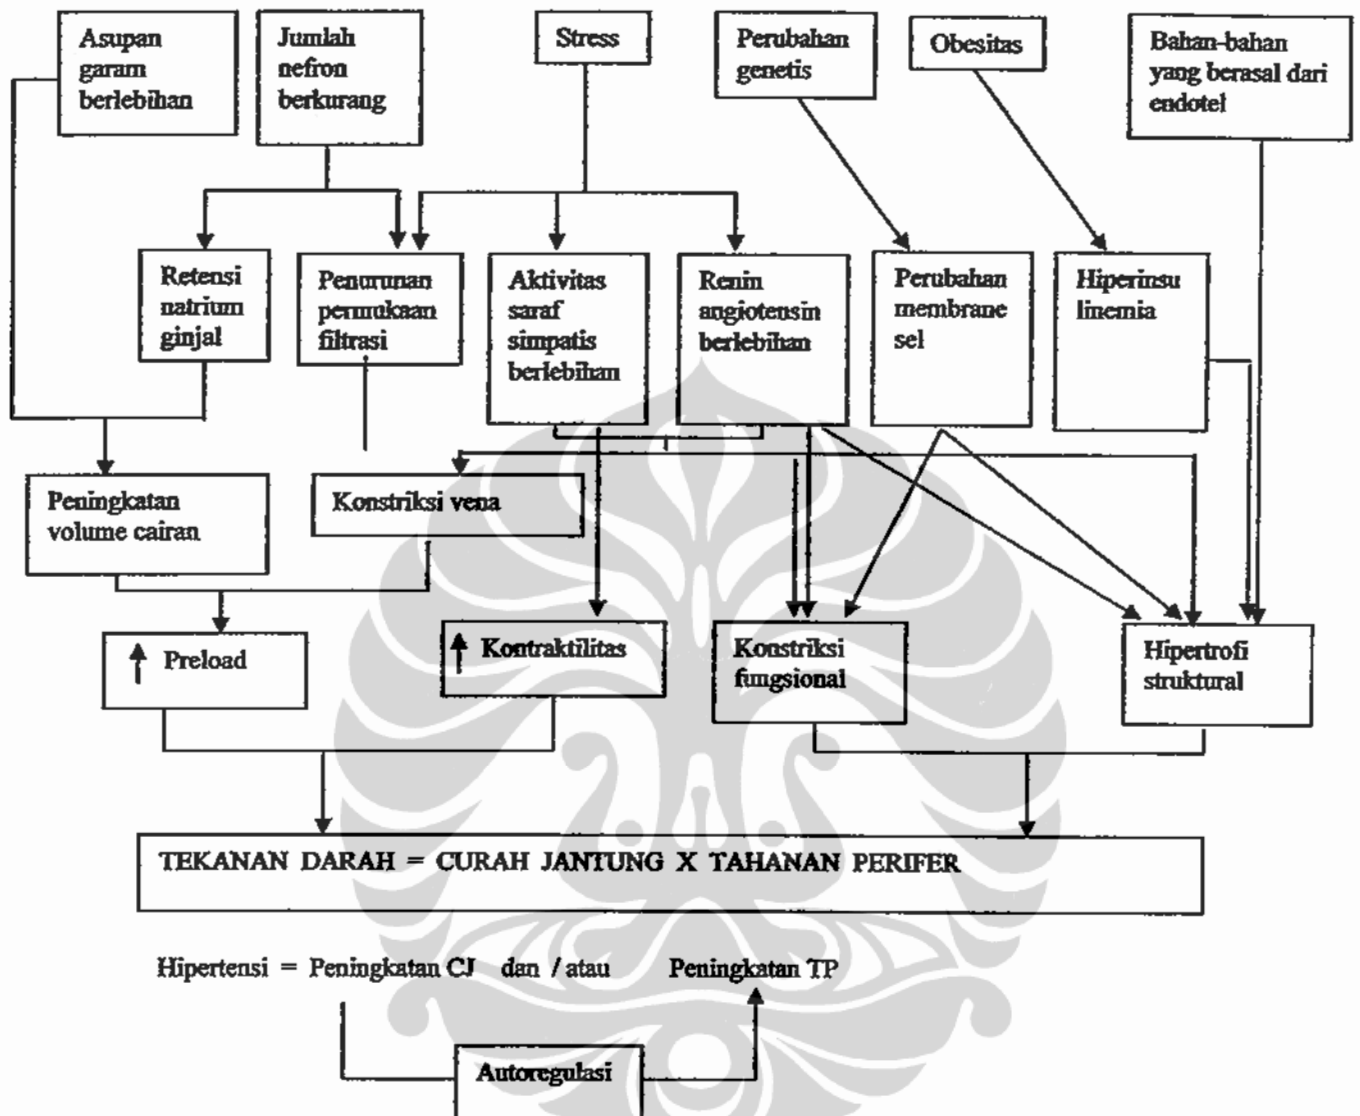 Asupan
garam
berlebihan
Jumlah
nefron
berkurang
Stress
Perubahan
genetis
Obesitas
Bahan-bahan
yang berasal dari
endotel
Retensi
natrium
ginjal
Penurunan
permukaan
filtrasi
Aktivitas
saraf
simpatis
berlebihan
Renin
angiotensin
berlebihan
Perubahan
membrane
sel
Hiperinsu
linemia
Peningkatan
volume cairan
Konstriksi vena
Preload
Kontraktilitas
Konstriksi
fungsional
Hipertrofi
struktural
TEKANAN DARAH = CURAH JANTUNG X TAHANAN PERIFER
Hipertensi = Peningkatan CJ dan / atau Peningkatan TP
Autoregulasi